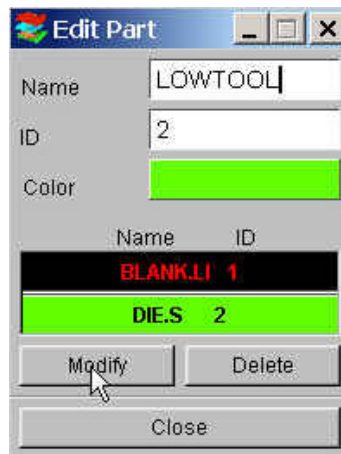 Edit Part
Name LOWTOOL
ID 2
Color
Name ID
BLANK.LI 1
DIE.S 2
Modify Delete
Close